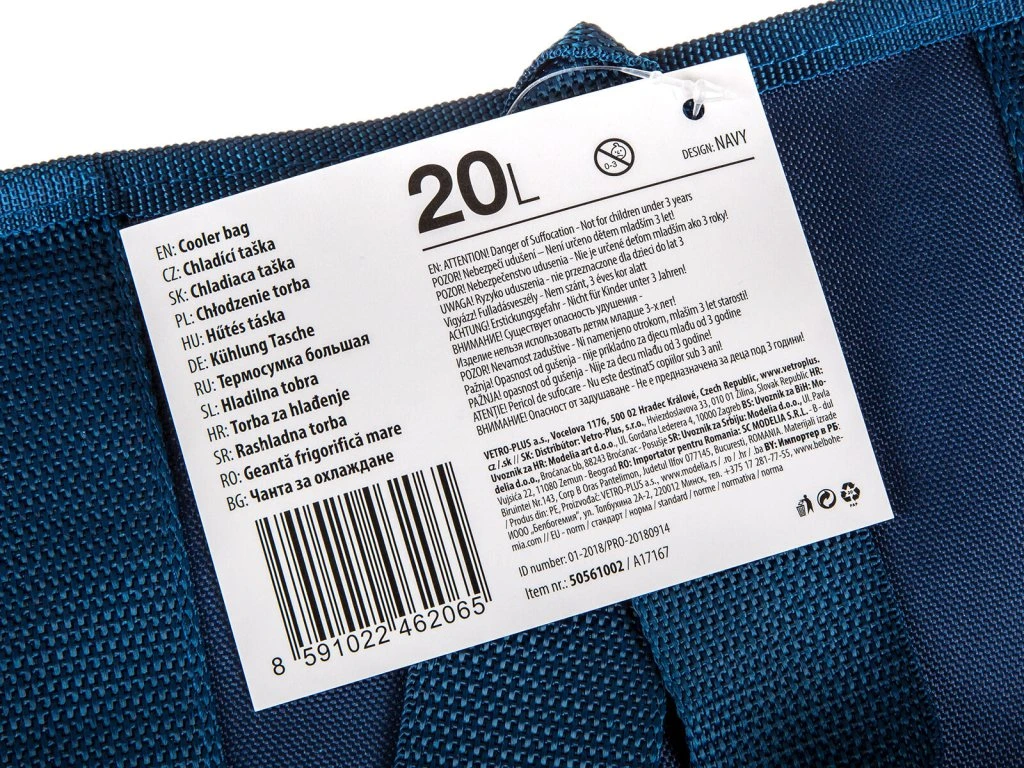 20L
0-3
DESIGN: NAVY
EN: Cooler bag
CZ: Chladící taška
SK: Chladiaca taška
PL: Chłodzenie torba
HU: Hűtés táska
DE: Kühlung Tasche
RU: Термосумка большая
SL: Hladilna tobra
HR: Torba za hlađenje
SR: Rashladna torba
RO: Geantă frigorifică mare
BG: Чанта за охлаждане
8 591022 462065
EN: ATTENTION! Danger of Suffocation - Not for children under 3 years
POZOR! Nebezpečí udušení – Není určeno dětem mladším 3 let!
POZOR! Nebezpečenstvo udusenia - Nie je určené deťom mladším ako 3 roky!
UWAGA! Ryzyko uduszenia - nie przeznaczone dla dzieci do lat 3
Vigyázz! Fulladásveszély - Nem szánt, 3 éves kor alatt
ACHTUNG! Erstickungsgefahr - Nicht für Kinder unter 3 Jahren!
ВНИМАНИЕ! Существует опасность удушения -
Изделие нельзя использовать детям младше 3-х лет!
POZOR! Nevarnost zadušitve - Ni namenjeno otrokom, mlajšim 3 let starosti!
Pažnja! Opasnost od gušenja - nije prikladno za djecu mlađu od 3 godine
PAŽNJA! Opasnost od gušenja - Nije za decu mlađu od 3 godine!
ATENȚIE! Pericol de sufocare - Nu este destinat5 copiilor sub 3 ani!
ВНИМАНИЕ! Опасност от задушаване - Не е предназначена за деца под 3 години!
VETRO-PLUS a.s., Vocelova 1176, 500 02 Hradec Králové, Czech Republic, www.vetroplus.
cz / .sk // SK: Distribútor: Vetro-Plus, s.r.o., Hviezdoslavova 33, 010 01 Žilina, Slovak Republic HR:
Uvoznik za HR: Modelia art d.o.o., Ul. Gordana Lederera 4, 10000 Zagreb BS: Uvoznik za BiH: Mo-
delia d.o.o., Broćanac bb, 88243 Broćanac - Posušje SR: Uvoznik za Srbiju: Modelia d.o.o., Ul. Pavla
Vujsića 22, 11080 Zemun - Beograd RO: Importator pentru Romania: SC MODELIA S.R.L. - B - dul
Biruintei Nr.143, Corp B Oras Pantelimon, Judetul Ilfov 077145, Bucuresti, ROMANIA. Materijali izrade
/ Produs din: PE, Proizvođač: VETRO-PLUS a.s., www.modelia.rs / .ro / .hr / .ba BY: Импортер в РБ:
ИООО „Белбогемия", ул. Толбухина 2А-2, 220012 Минск, тел. +375 17 281-77-55, www.belbohe-
mia.com // EU - norm / стандарт / норма / standard / norme / normativa / norma
ID number: 01-2018/PRO-20180914
Item nr.: 50561002 / A17167
PAP